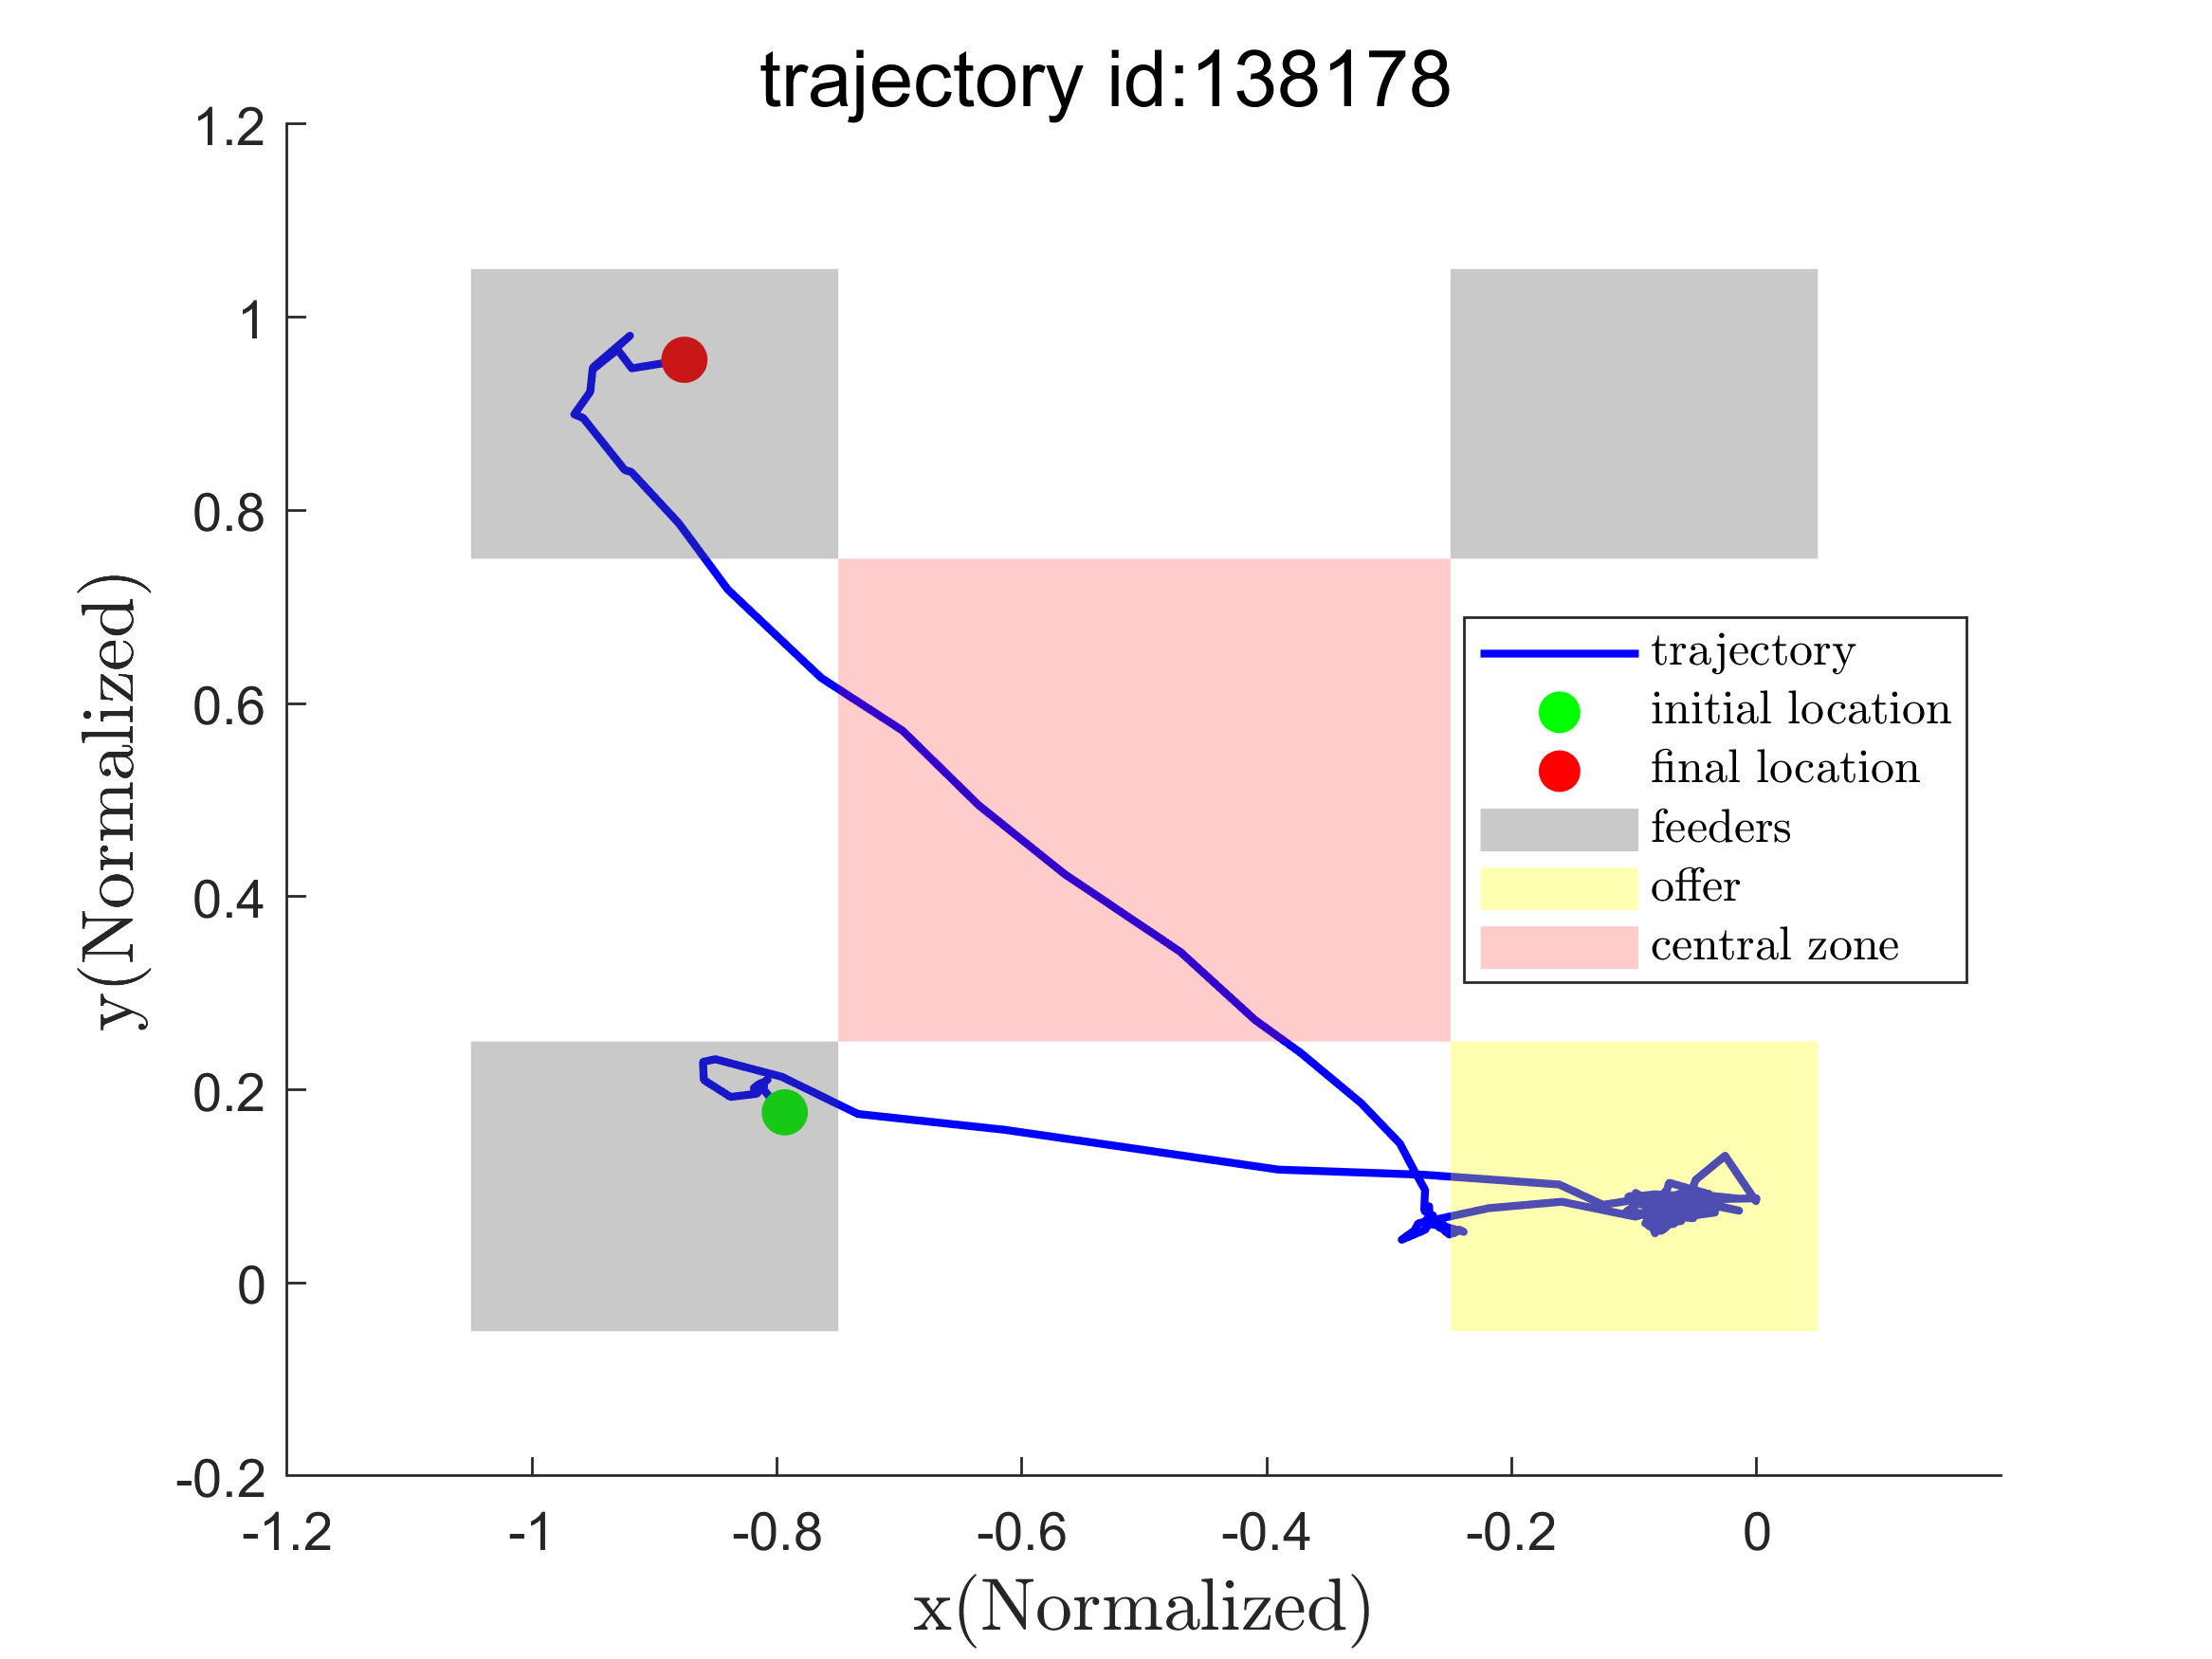 trajectory id:138178
1.2
1
0.8
0.6
0.4
0.2
0
-0.2
y(Normalized)
trajectory
initial location
final location
feeders
offer
central zone
-1.2 -1 -0.8 -0.6 -0.4 -0.2 0
x(Normalized)